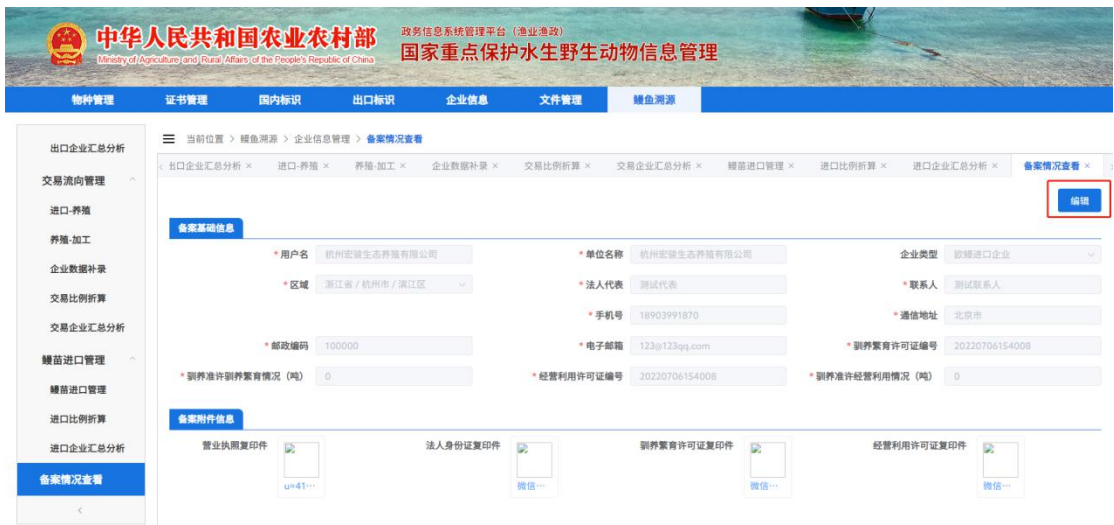 中华人民共和国农业农村部
Ministry of Agriculture and Rural Affairs of the People's Republic of China
政务信息系统管理平台（渔业渔政）
国家重点保护水生野生动物信息管理
物种管理 证书管理 国内标识 出口标识 企业信息 文件管理 鳗鱼溯源
当前位置 > 鳗鱼溯源 > 企业信息管理 > 备案情况查看
出口企业汇总分析 × 进口-养殖 × 养殖-加工 × 企业数据补录 × 交易比例折算 × 交易企业汇总分析 × 鳗苗进口管理 × 进口比例折算 × 进口企业汇总分析 × 备案情况查看 ×
出口企业汇总分析
交易流向管理
进口-养殖
养殖-加工
企业数据补录
交易比例折算
交易企业汇总分析
鳗苗进口管理
鳗苗进口管理
进口比例折算
进口企业汇总分析
备案情况查看
编辑
备案基础信息
* 用户名 杭州宏骏生态养殖有限公司 * 单位名称 杭州宏骏生态养殖有限公司 企业类型 欧鳗进口企业
* 区域 浙江省 / 杭州市 / 滨江区 * 法人代表 测试代表 * 联系人 测试联系人
* 手机号 18903991870 * 通信地址 北京市
* 邮政编码 100000 * 电子邮箱 123@123qq.com * 驯养繁育许可证编号 20220706154008
* 驯养准许驯养繁育情况（吨） 0 * 经营利用许可证编号 20220706154008 * 驯养准许经营利用情况（吨） 0
备案附件信息
营业执照复印件 法人身份证复印件 驯养繁育许可证复印件 经营利用许可证复印件
u=41… 微信… 微信… 微信…